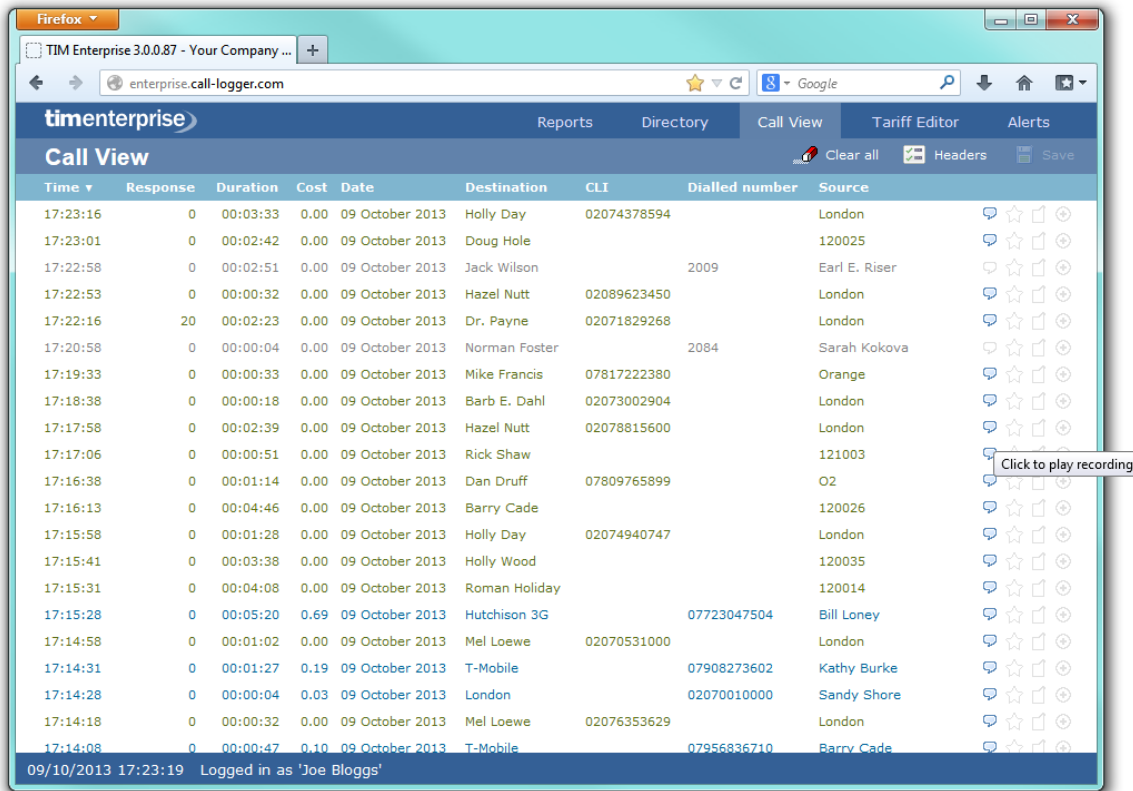 Firefox
TIM Enterprise 3.0.0.87 - Your Company ... +
enterprise.call-logger.com Google
timenterprise Reports Directory Call View Tariff Editor Alerts
Call View Clear all Headers Save
Time ▼ Response Duration Cost Date Destination CLI Dialled number Source
17:23:16 0 00:03:33 0.00 09 October 2013 Holly Day 02074378594 London
17:23:01 0 00:02:42 0.00 09 October 2013 Doug Hole 120025
17:22:58 0 00:02:51 0.00 09 October 2013 Jack Wilson 2009 Earl E. Riser
17:22:53 0 00:00:32 0.00 09 October 2013 Hazel Nutt 02089623450 London
17:22:16 20 00:02:23 0.00 09 October 2013 Dr. Payne 02071829268 London
17:20:58 0 00:00:04 0.00 09 October 2013 Norman Foster 2084 Sarah Kokova
17:19:33 0 00:00:33 0.00 09 October 2013 Mike Francis 07817222380 Orange
17:18:38 0 00:00:18 0.00 09 October 2013 Barb E. Dahl 02073002904 London
17:17:58 0 00:02:39 0.00 09 October 2013 Hazel Nutt 02078815600 London
17:17:06 0 00:00:51 0.00 09 October 2013 Rick Shaw 121003
Click to play recording
17:16:38 0 00:01:14 0.00 09 October 2013 Dan Druff 07809765899 O2
17:16:13 0 00:04:46 0.00 09 October 2013 Barry Cade 120026
17:15:58 0 00:01:28 0.00 09 October 2013 Holly Day 02074940747 London
17:15:41 0 00:03:38 0.00 09 October 2013 Holly Wood 120035
17:15:31 0 00:04:08 0.00 09 October 2013 Roman Holiday 120014
17:15:28 0 00:05:20 0.69 09 October 2013 Hutchison 3G 07723047504 Bill Loney
17:14:58 0 00:01:02 0.00 09 October 2013 Mel Loewe 02070531000 London
17:14:31 0 00:01:27 0.19 09 October 2013 T-Mobile 07908273602 Kathy Burke
17:14:28 0 00:00:04 0.03 09 October 2013 London 02070010000 Sandy Shore
17:14:18 0 00:00:32 0.00 09 October 2013 Mel Loewe 02076353629 London
17:14:08 0 00:00:47 0.10 09 October 2013 T-Mobile 07956836710 Barry Cade
09/10/2013 17:23:19 Logged in as 'Joe Bloggs'